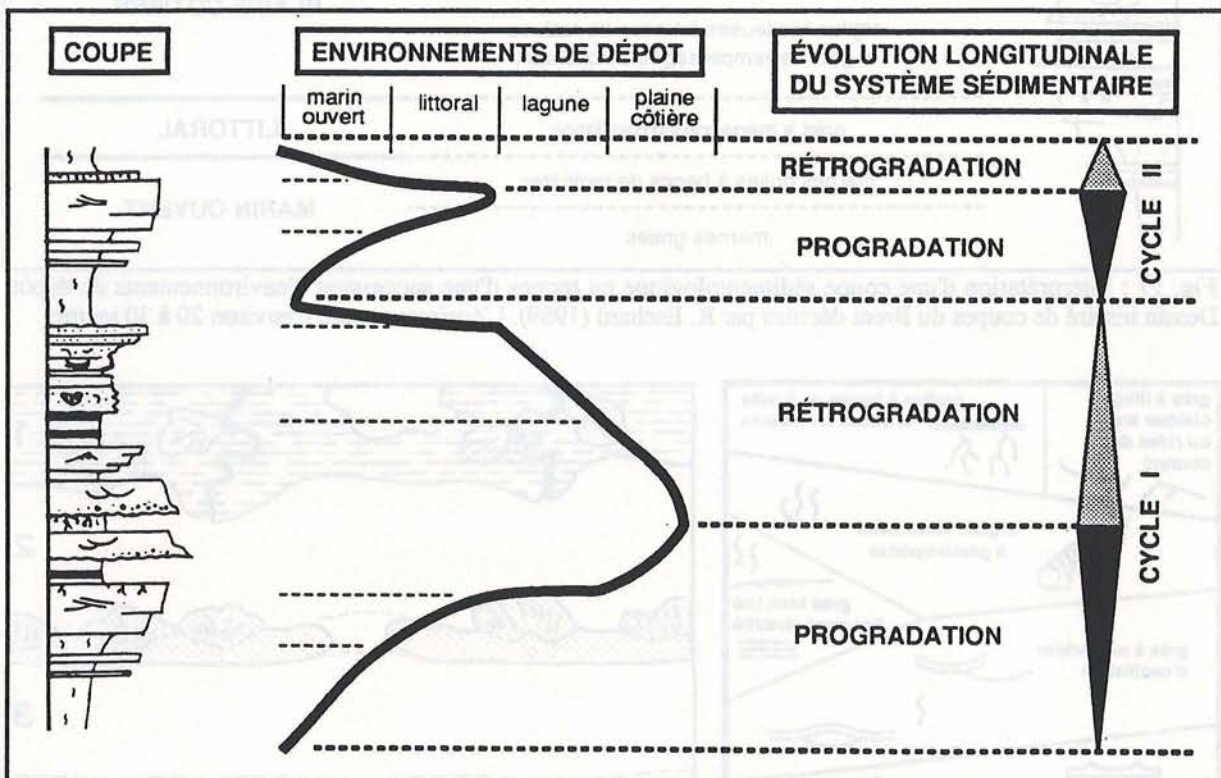 COUPE
ENVIRONNEMENTS DE DÉPOT
ÉVOLUTION LONGITUDINALE
DU SYSTÈME SÉDIMENTAIRE
marin
ouvert
littoral
lagune
plaine
côtière
RÉTROGRADATION
PROGRADATION
CYCLE II
RÉTROGRADATION
PROGRADATION
CYCLE I